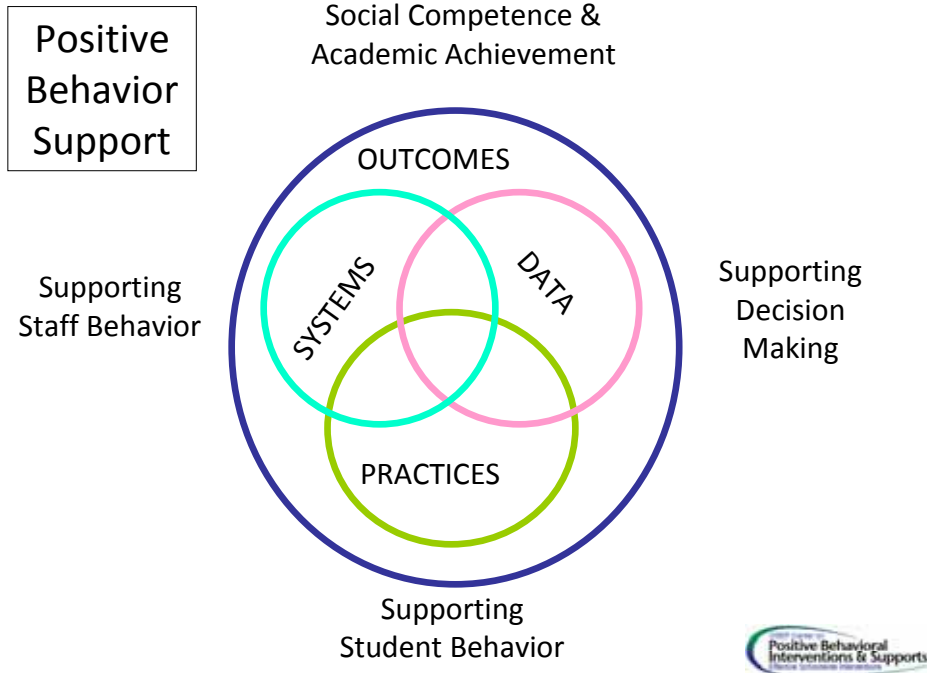 Positive
Behavior
Support
Social Competence &
Academic Achievement
OUTCOMES
SYSTEMS
DATA
PRACTICES
Supporting
Staff Behavior
Supporting
Decision
Making
Supporting
Student Behavior
Positive Behavioral
Interventions & Supports